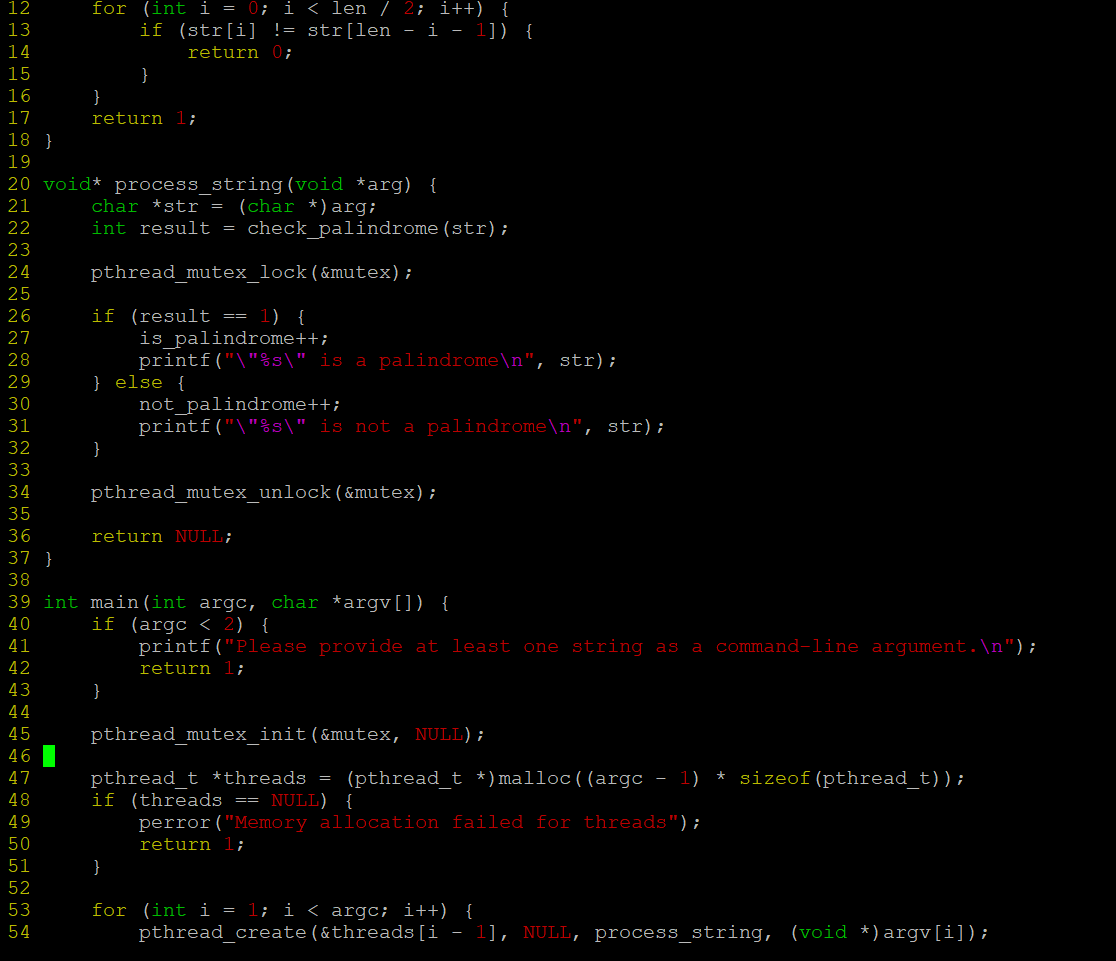 12     for (int i = 0; i < len / 2; i++) {
13         if (str[i] != str[len - i - 1]) {
14             return 0;
15         }
16     }
17     return 1;
18 }
19
20 void* process_string(void *arg) {
21     char *str = (char *)arg;
22     int result = check_palindrome(str);
23
24     pthread_mutex_lock(&mutex);
25
26     if (result == 1) {
27         is_palindrome++;
28         printf("\"%s\" is a palindrome\n", str);
29     } else {
30         not_palindrome++;
31         printf("\"%s\" is not a palindrome\n", str);
32     }
33
34     pthread_mutex_unlock(&mutex);
35
36     return NULL;
37 }
38
39 int main(int argc, char *argv[]) {
40     if (argc < 2) {
41         printf("Please provide at least one string as a command-line argument.\n");
42         return 1;
43     }
44
45     pthread_mutex_init(&mutex, NULL);
46
47     pthread_t *threads = (pthread_t *)malloc((argc - 1) * sizeof(pthread_t));
48     if (threads == NULL) {
49         perror("Memory allocation failed for threads");
50         return 1;
51     }
52
53     for (int i = 1; i < argc; i++) {
54         pthread_create(&threads[i - 1], NULL, process_string, (void *)argv[i]);